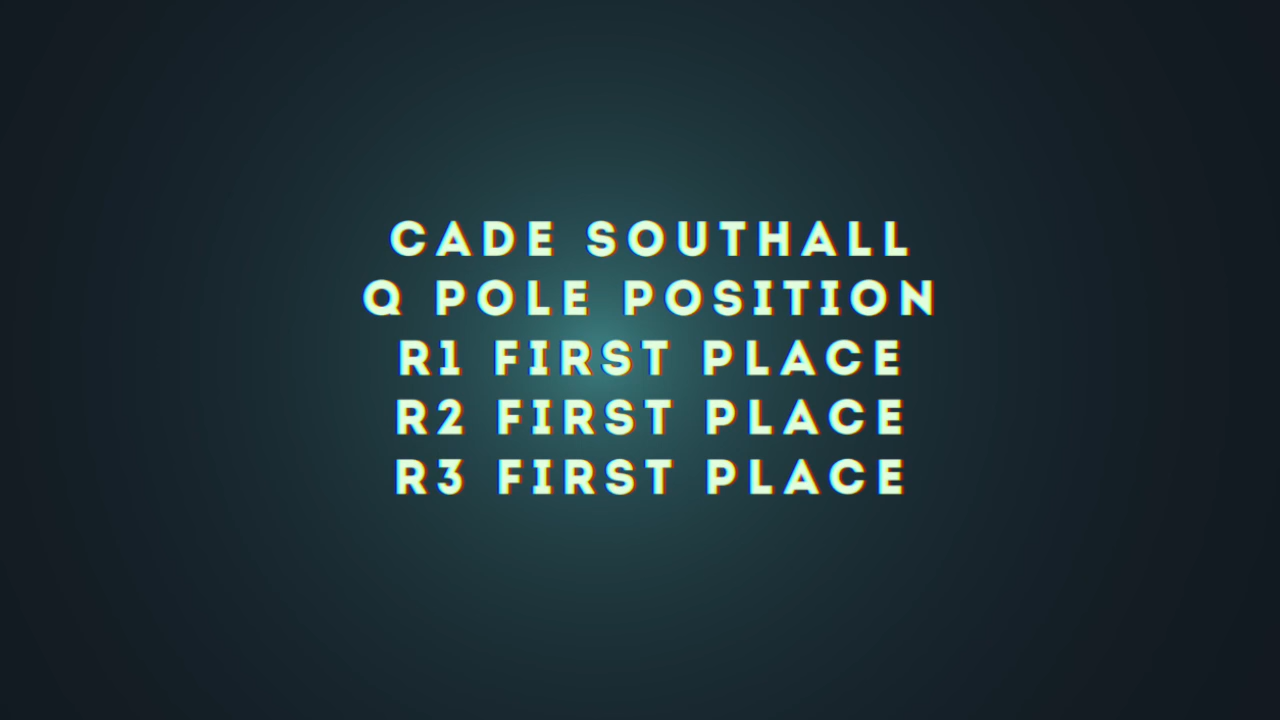 CADE SOUTHALL
Q POLE POSITION
R1 FIRST PLACE
R2 FIRST PLACE
R3 FIRST PLACE